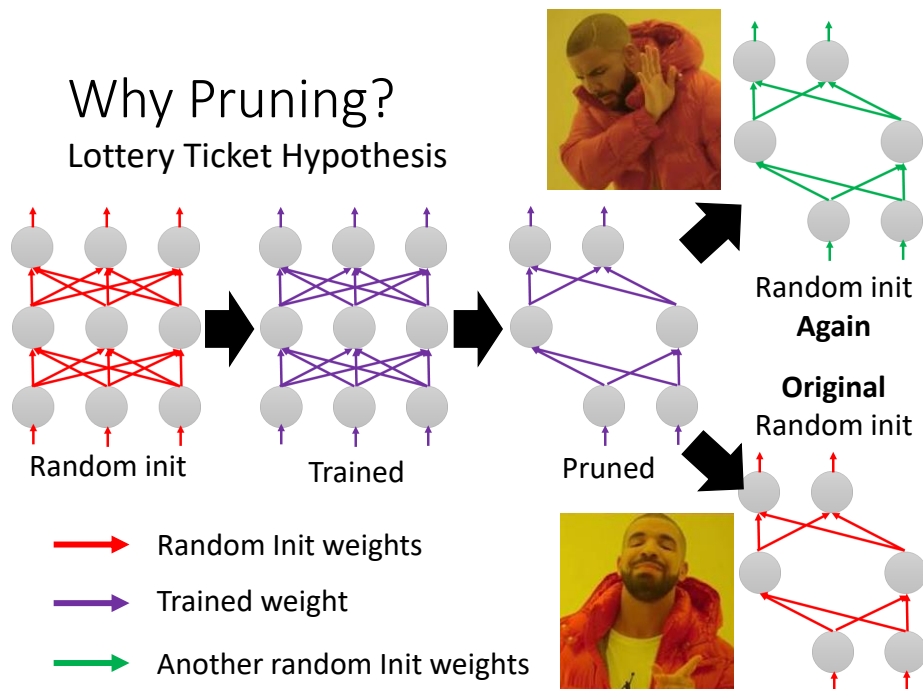 Why Pruning?
Lottery Ticket Hypothesis
Random init
Trained
Pruned
Random init
Again
Original
Random init
Random Init weights
Trained weight
Another random Init weights